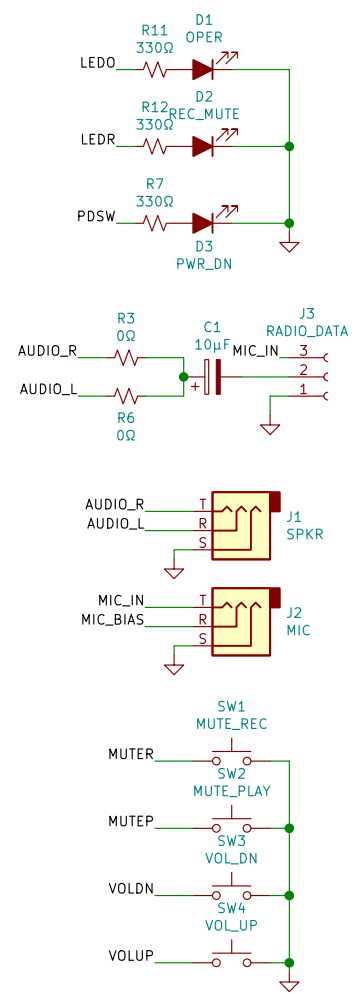 R11
330Ω
D1
OPER
LEDO
R12
330Ω
D2
REC_MUTE
LEDR
R7
330Ω
PDSW
D3
PWR_DN
R3
0Ω
C1
10µF
J3
RADIO_DATA
AUDIO_R
MIC_IN
3
2
+
AUDIO_L
1
R6
0Ω
AUDIO_R
T
AUDIO_L
R
S
J1
SPKR
MIC_IN
T
MIC_BIAS
R
S
J2
MIC
SW1
MUTE_REC
MUTER
SW2
MUTE_PLAY
MUTEP
SW3
VOL_DN
VOLDN
SW4
VOL_UP
VOLUP